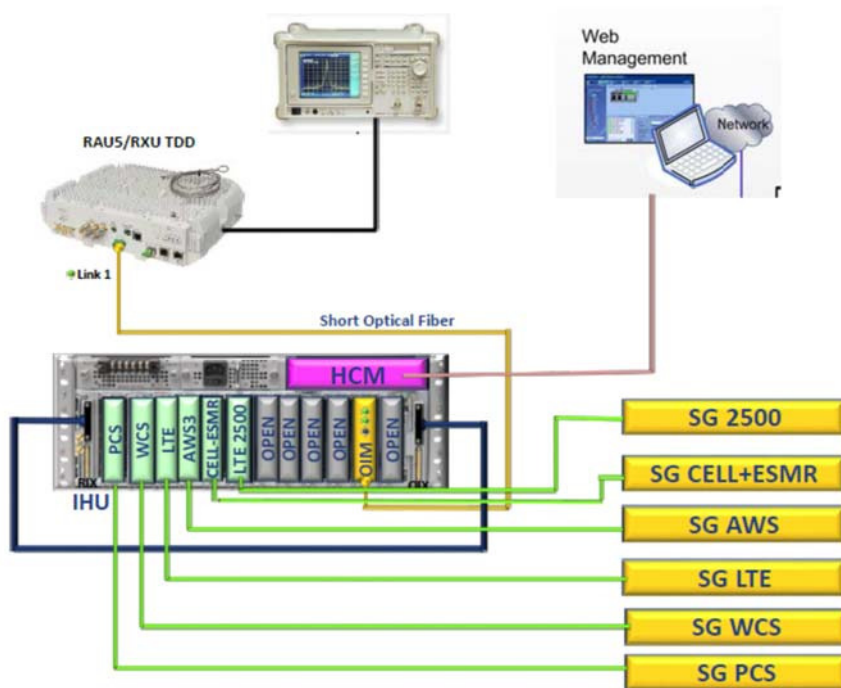 Web
Management
Network
RAU5/RXU TDD
Link 1
Short Optical Fiber
HCM
PCS
WCS
LTE
AWS3
CELL-ESMR
LTE 2500
OPEN
OPEN
OPEN
OPEN
OIM
OPEN
IHU
SG 2500
SG CELL+ESMR
SG AWS
SG LTE
SG WCS
SG PCS